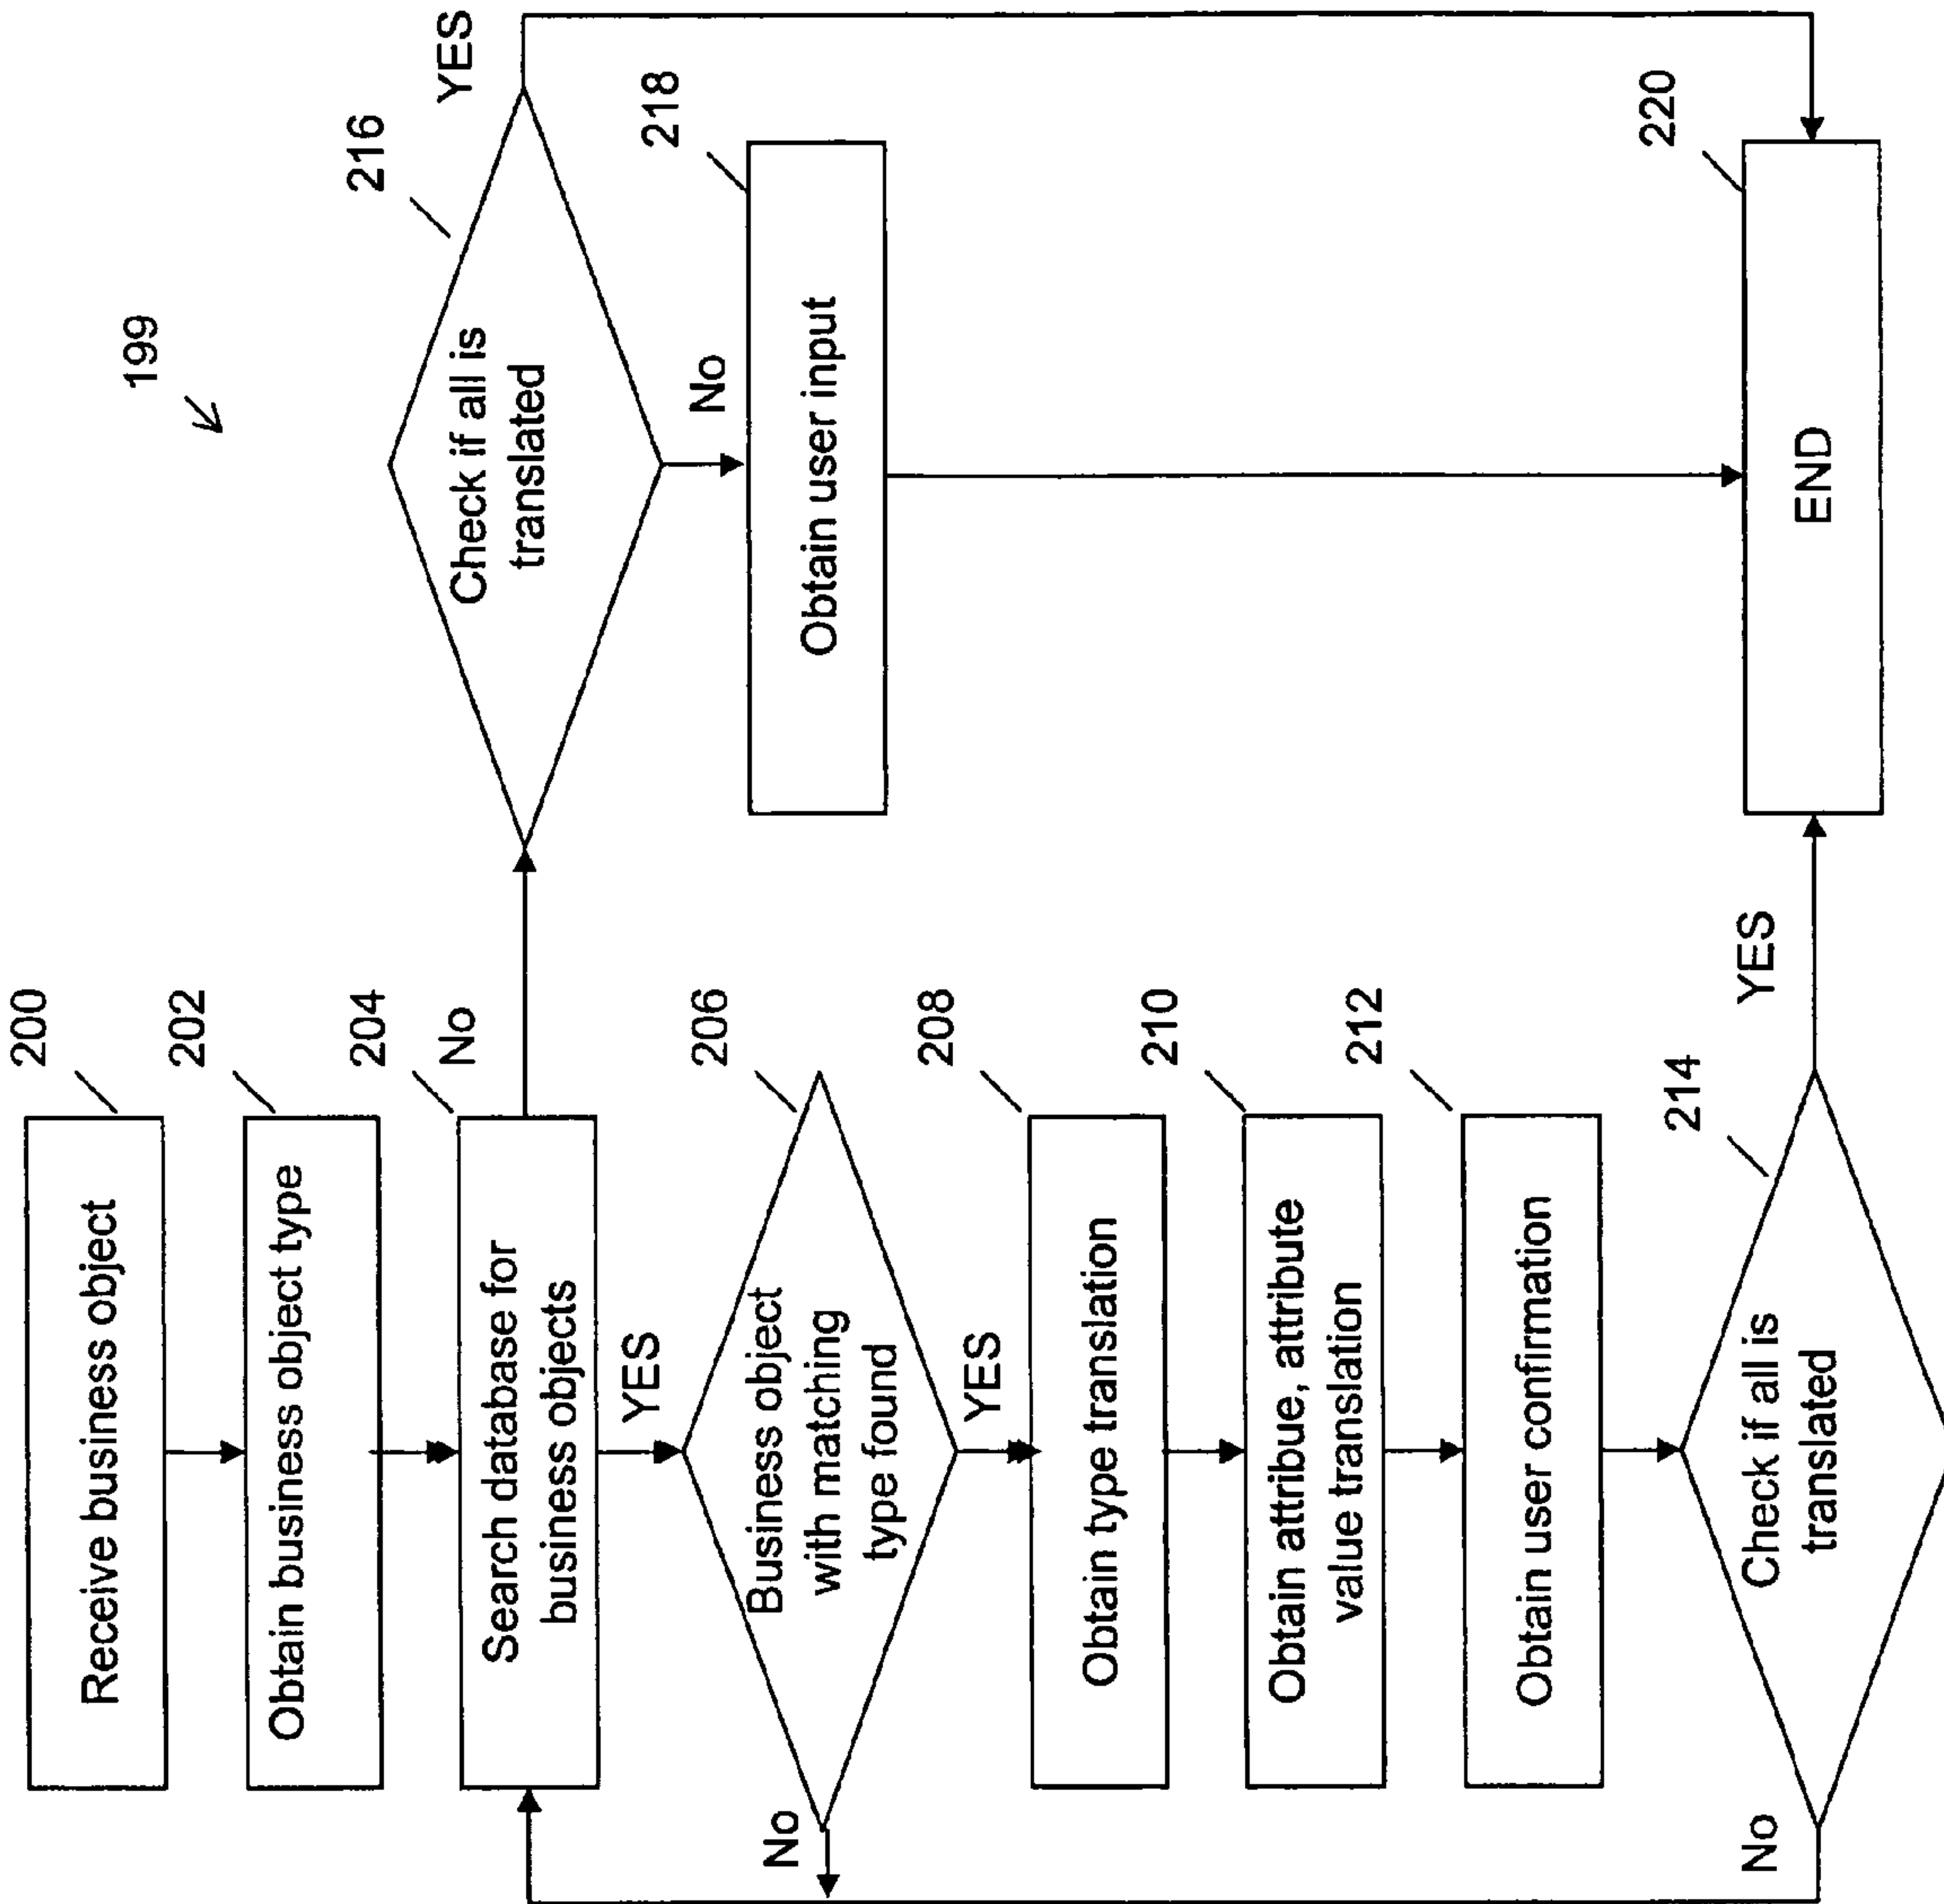 199
200
Receive business object
202
Obtain business object type
204
Search database for
business objects
No
YES
206
Business object
with matching
type found
No
YES
208
Obtain type translation
210
Obtain attribue, attribute
value translation
212
Obtain user confirmation
214
Check if all is
translated
No
YES
216
Check if all is
translated
YES
No
218
Obtain user input
220
END